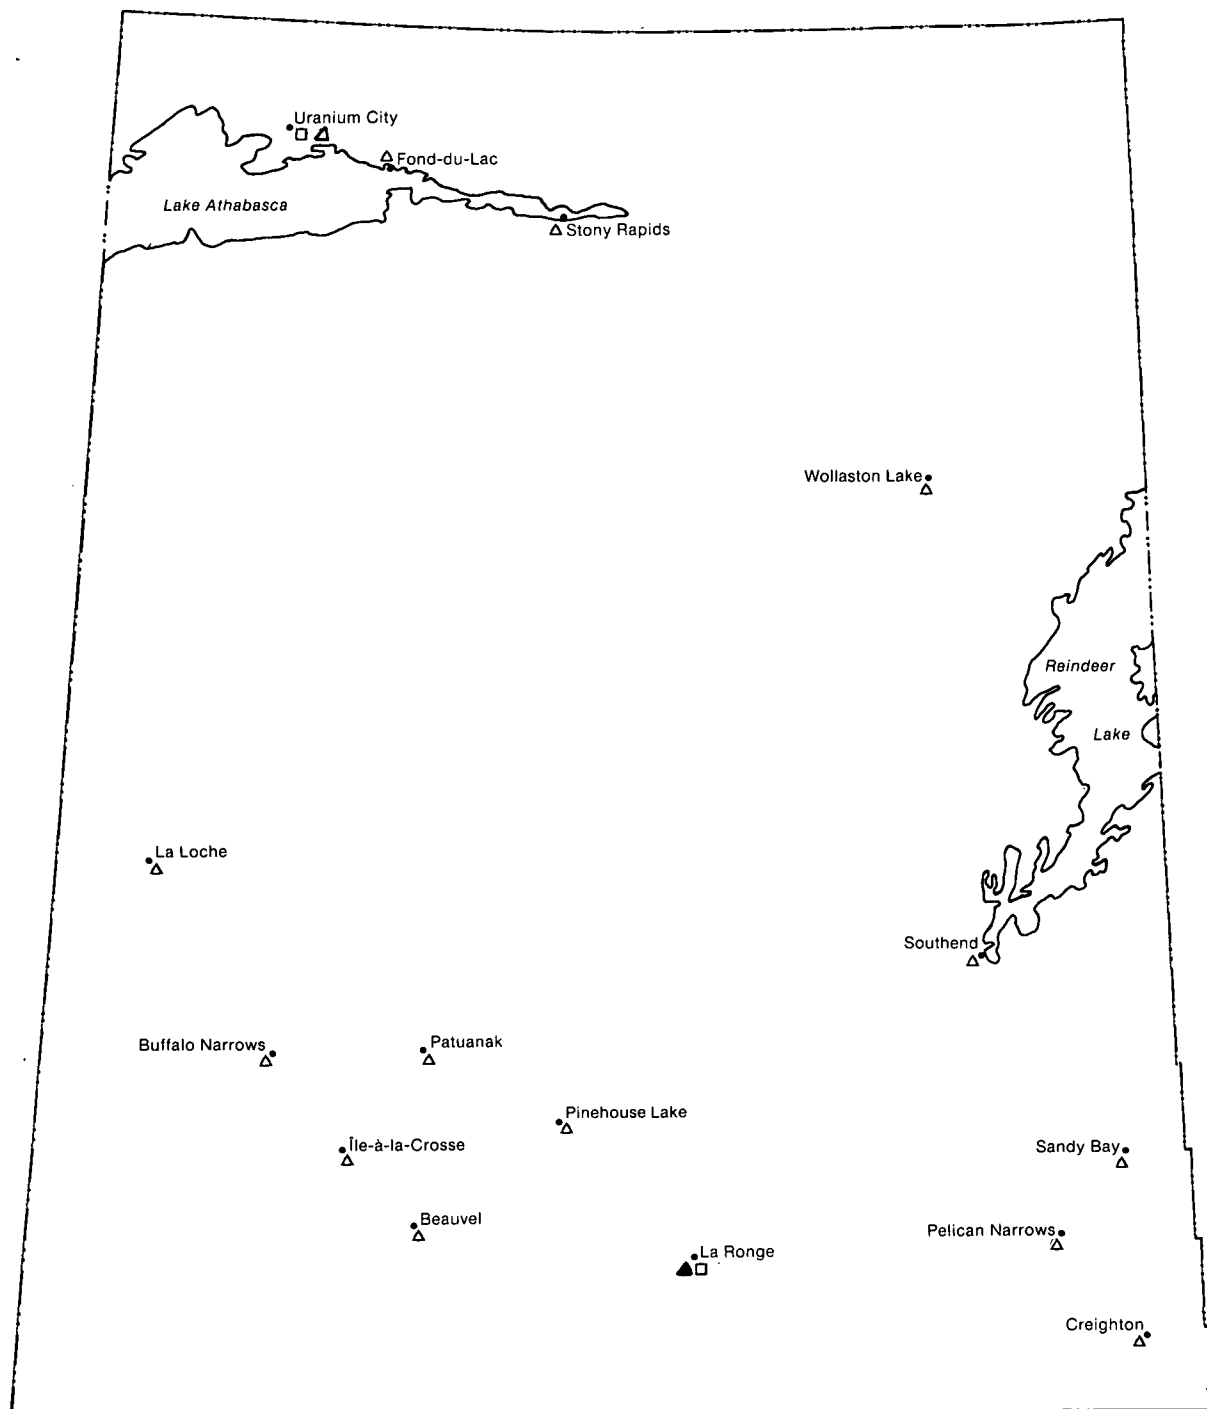 Uranium City
Fond-du-Lac
Lake Athabasca
Stony Rapids
Wollaston Lake
Reindeer
Lake
La Loche
Southend
Buffalo Narrows
Patuanak
Pinehouse Lake
Île-à-la-Crosse
Sandy Bay
Beauvel
Pelican Narrows
La Ronge
Creighton